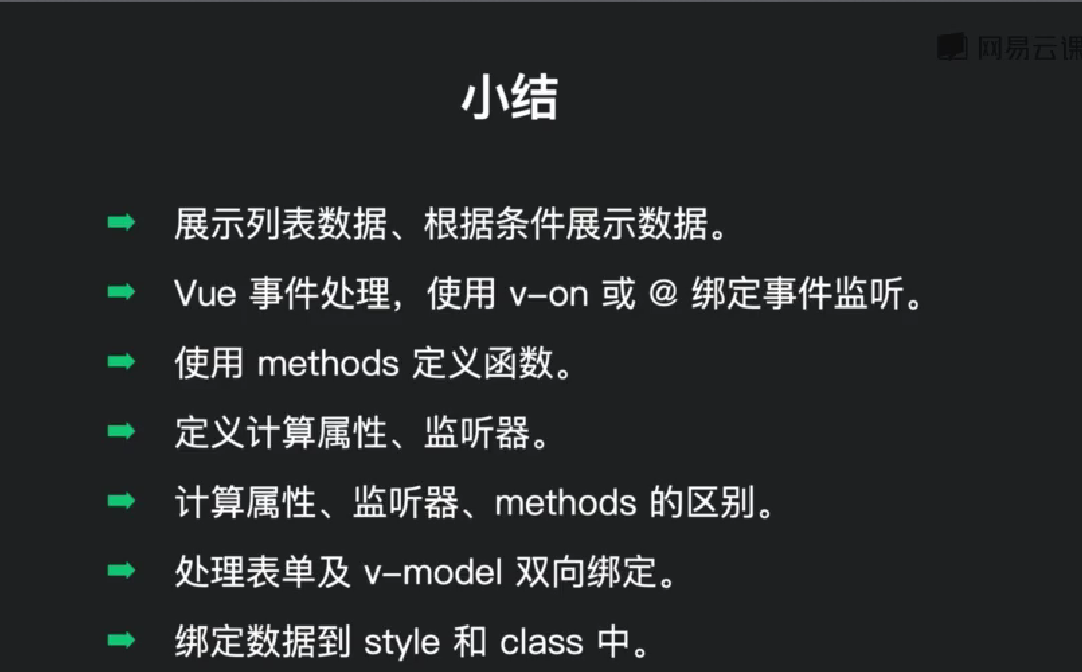 网易云课
小结
➡ 展示列表数据、根据条件展示数据。
➡ Vue 事件处理，使用 v-on 或 @ 绑定事件监听。
➡ 使用 methods 定义函数。
➡ 定义计算属性、监听器。
➡ 计算属性、监听器、methods 的区别。
➡ 处理表单及 v-model 双向绑定。
➡ 绑定数据到 style 和 class 中。